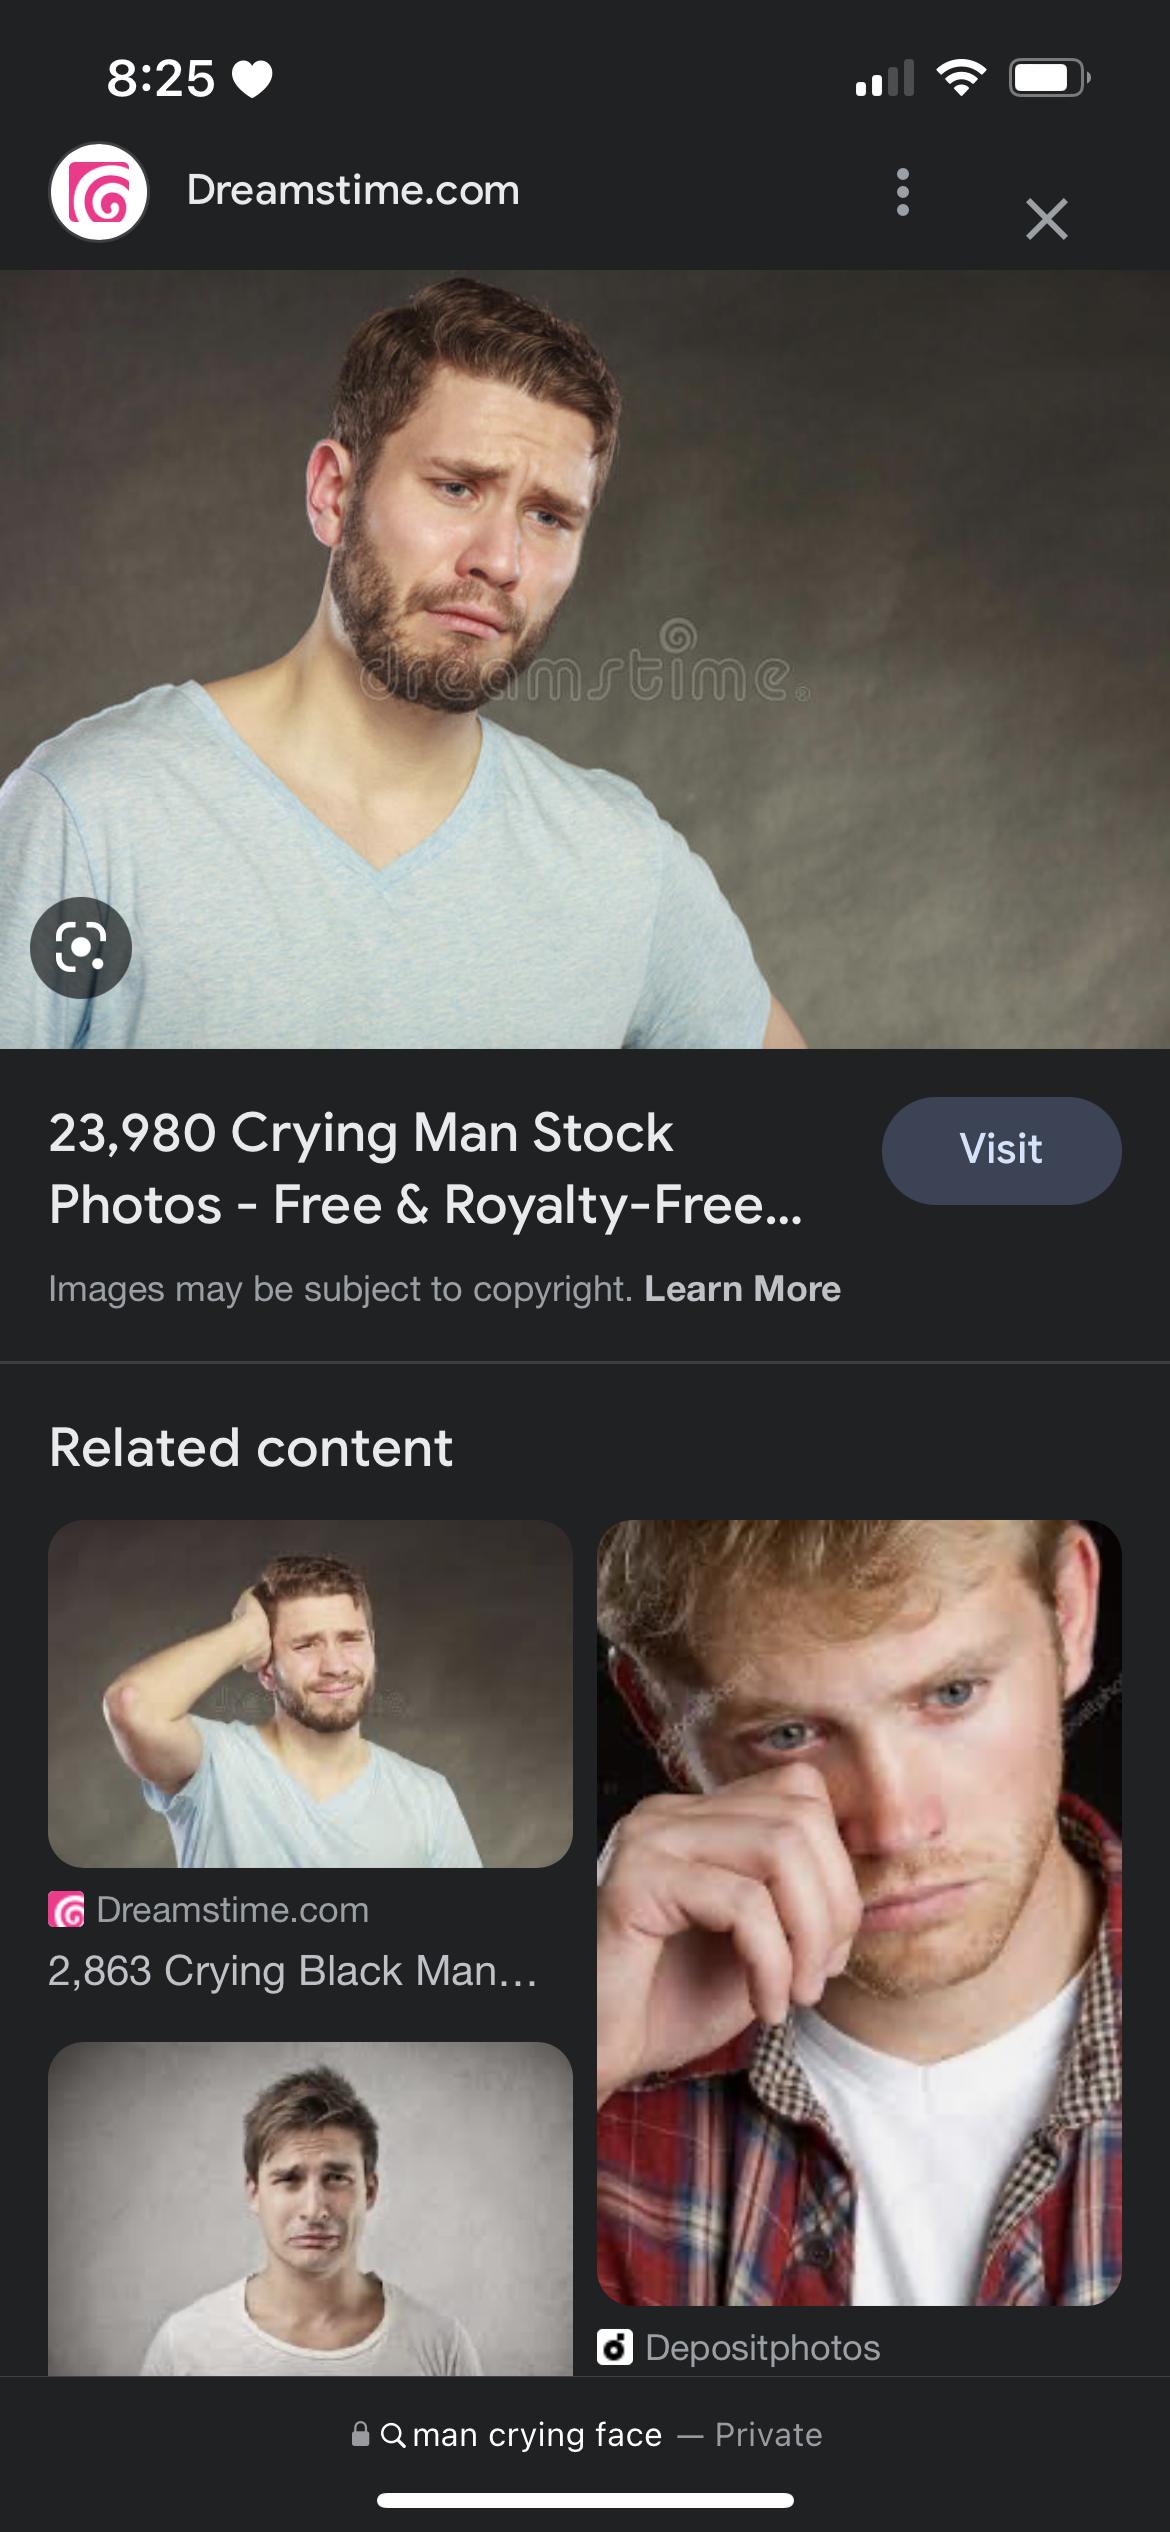 8:25
Dreamstime.com
dreamstime
23,980 Crying Man Stock
Photos - Free & Royalty-Free...
Visit
Images may be subject to copyright. Learn More
Related content
Dreamstime.com
2,863 Crying Black Man...
Depositphotos
man crying face — Private